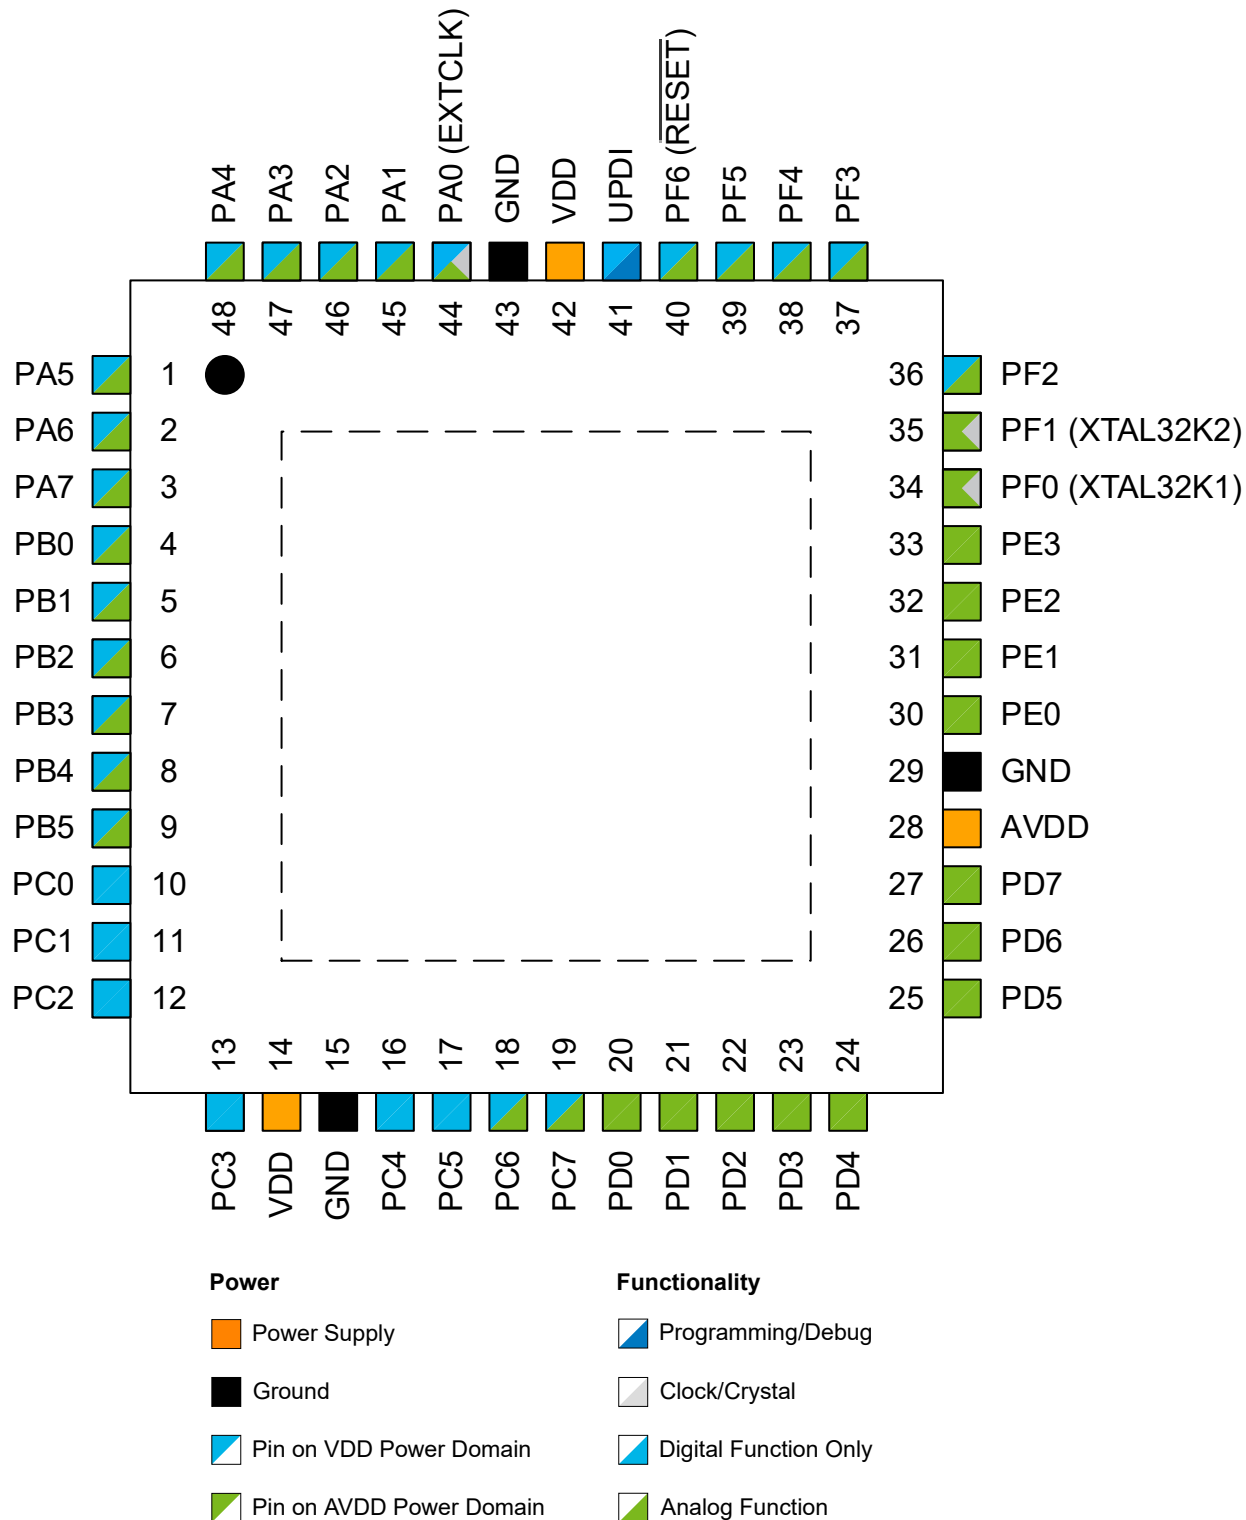 PA4
PA3
PA2
PA1
PA0 (EXTCLK)
GND
VDD
UPDI
PF6 (RESET)
PF5
PF4
PF3
48
47
46
45
44
43
42
41
40
39
38
37
PA5 1 36 PF2
PA6 2 35 PF1 (XTAL32K2)
PA7 3 34 PF0 (XTAL32K1)
PB0 4 33 PE3
PB1 5 32 PE2
PB2 6 31 PE1
PB3 7 30 PE0
PB4 8 29 GND
PB5 9 28 AVDD
PC0 10 27 PD7
PC1 11 26 PD6
PC2 12 25 PD5
13
14
15
16
17
18
19
20
21
22
23
24
PC3
VDD
GND
PC4
PC5
PC6
PC7
PD0
PD1
PD2
PD3
PD4
Power
Power Supply
Ground
Pin on VDD Power Domain
Pin on AVDD Power Domain
Functionality
Programming/Debug
Clock/Crystal
Digital Function Only
Analog Function